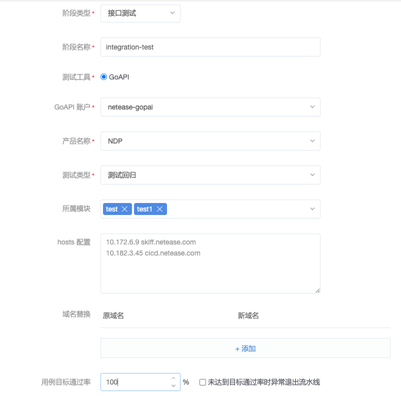 阶段类型 * 接口测试
阶段名称 * integration-test
测试工具 * GoAPI
GoAPI 账户 * netease-gopai
产品名称 * NDP
测试类型 * 测试回归
所属模块 test × test1 ×
hosts 配置 10.172.6.9 skiff.netease.com
10.182.3.45 cicd.netease.com
域名替换 原域名 新域名
+ 添加
用例目标通过率 100 % 未达到目标通过率时异常退出流水线